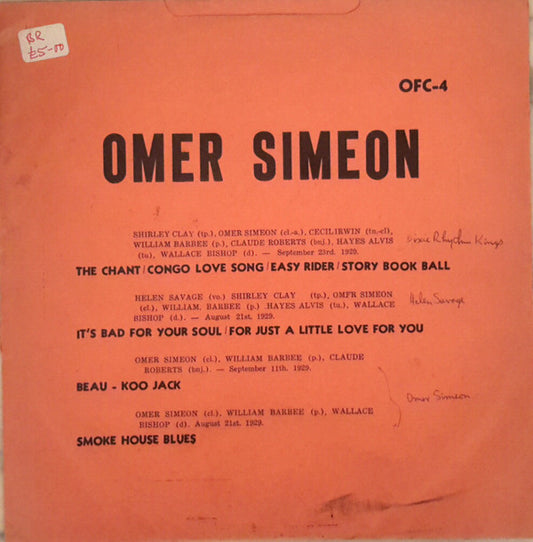 BR
£5-00
OFC-4
OMER SIMEON
SHIRLEY CLAY (tp.), OMER SIMEON (cl.-a.), CECILIRWIN (tn.-cl),
WILLIAM BARBEE (p.), CLAUDE ROBERTS (bnj.), HAYES ALVIS
(tu.), WALLACE BISHOP (d). — September 23rd. 1929.
Dixie Rhythm Kings
THE CHANT/CONGO LOVE SONG/EASY RIDER/STORY BOOK BALL
HELEN SAVAGE (vo.) SHIRLEY CLAY (tp.), OMFR SIMEON
(cl.), WILLIAM. BARBEE (p.) HAYES ALVIS (tu.), WALLACE
BISHOP (d.). — August 21st. 1929.
Helen Savage
IT'S BAD FOR YOUR SOUL/FOR JUST A LITTLE LOVE FOR YOU
OMER SIMEON (cl.), WILLIAM BARBEE (p.), CLAUDE
ROBERTS (bnj.). — September 11th. 1929.
BEAU - KOO JACK
Omer Simeon
OMER SIMEON (cl.), WILLIAM BARBEE (p.), WALLACE
BISHOP (d). August 21st. 1929.
SMOKE HOUSE BLUES